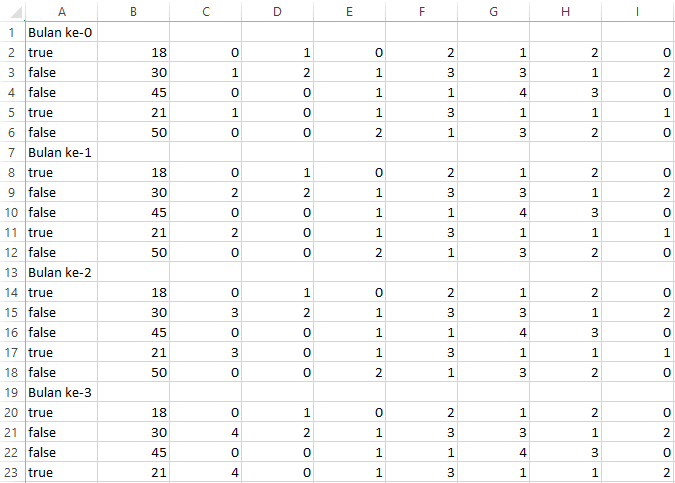 A B C D E F G H I
1 Bulan ke-0
2 true 18 0 1 0 2 1 2 0
3 false 30 1 2 1 3 3 1 2
4 false 45 0 0 1 1 4 3 0
5 true 21 1 0 1 3 1 1 1
6 false 50 0 0 2 1 3 2 0
7 Bulan ke-1
8 true 18 0 1 0 2 1 2 0
9 false 30 2 2 1 3 3 1 2
10 false 45 0 0 1 1 4 3 0
11 true 21 2 0 1 3 1 1 1
12 false 50 0 0 2 1 3 2 0
13 Bulan ke-2
14 true 18 0 1 0 2 1 2 0
15 false 30 3 2 1 3 3 1 2
16 false 45 0 0 1 1 4 3 0
17 true 21 3 0 1 3 1 1 1
18 false 50 0 0 2 1 3 2 0
19 Bulan ke-3
20 true 18 0 1 0 2 1 2 0
21 false 30 4 2 1 3 3 1 2
22 false 45 0 0 1 1 4 3 0
23 true 21 4 0 1 3 1 1 2